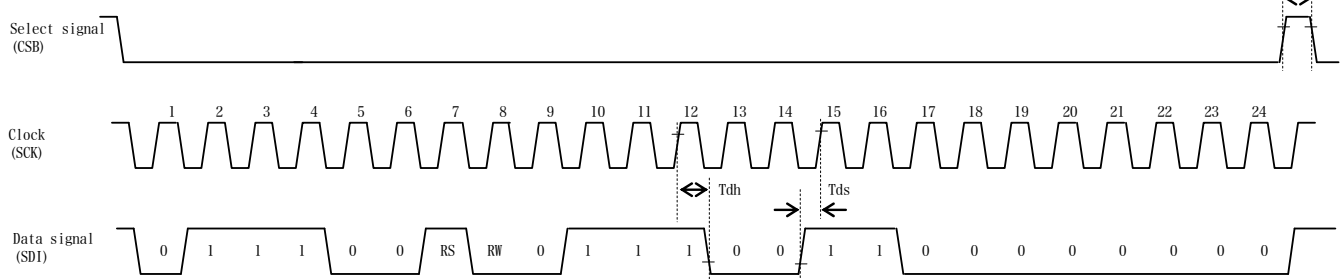 Select signal
(CSB)
1 2 3 4 5 6 7 8 9 10 11 12 13 14 15 16 17 18 19 20 21 22 23 24
Clock
(SCK)
Tdh Tds
Data signal
(SDI)
0 1 1 1 0 0 RS RW 0 1 1 1 0 0 1 1 0 0 0 0 0 0 0 0